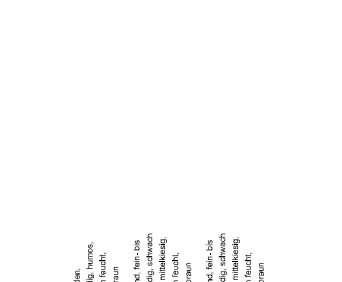 den,
dig, humos,
feucht,
raun
nd, fein- bis
dig, schwach
mittelkiesig,
feucht,
braun
nd, fein- bis
dig, schwach
mittelkiesig,
feucht,
braun